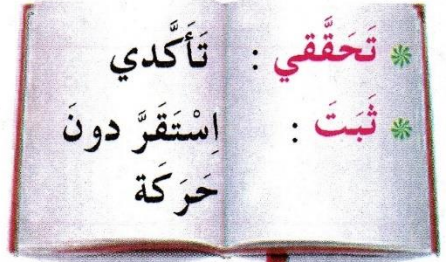 تَحَقَّقي : تَأَكَّدي
ثَبَتَ : اِسْتَقَرَّ دونَ
حَرَكَة